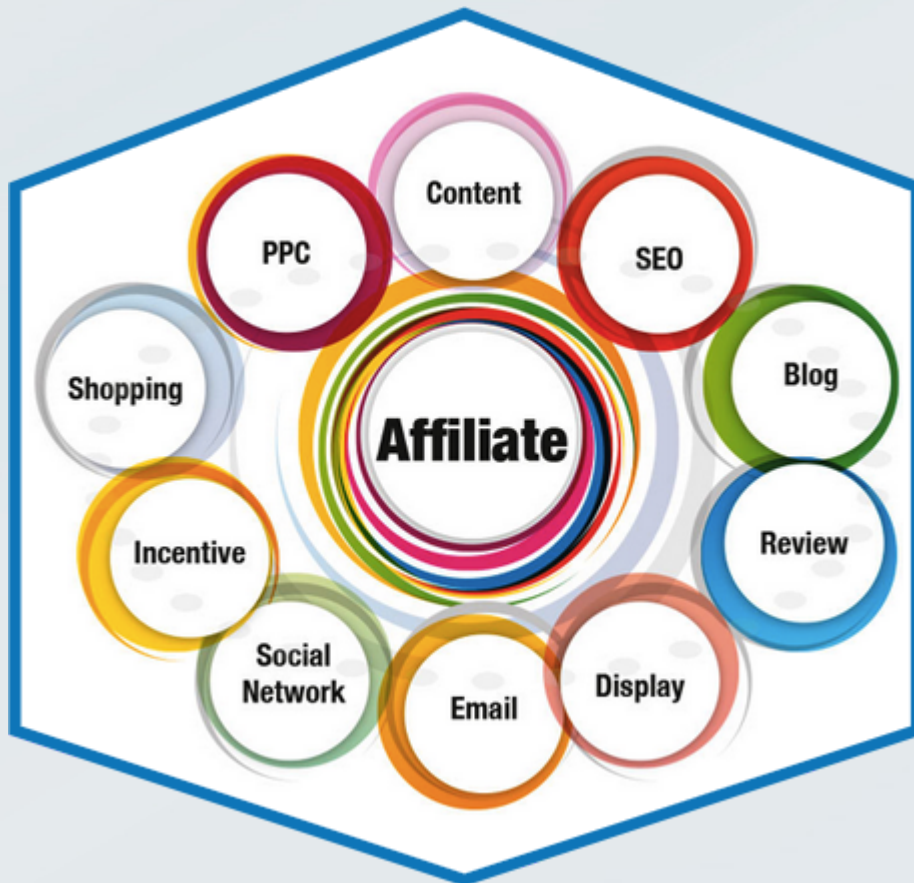 Content
PPC
SEO
Shopping
Blog
Affiliate
Incentive
Review
Social
Network
Email
Display